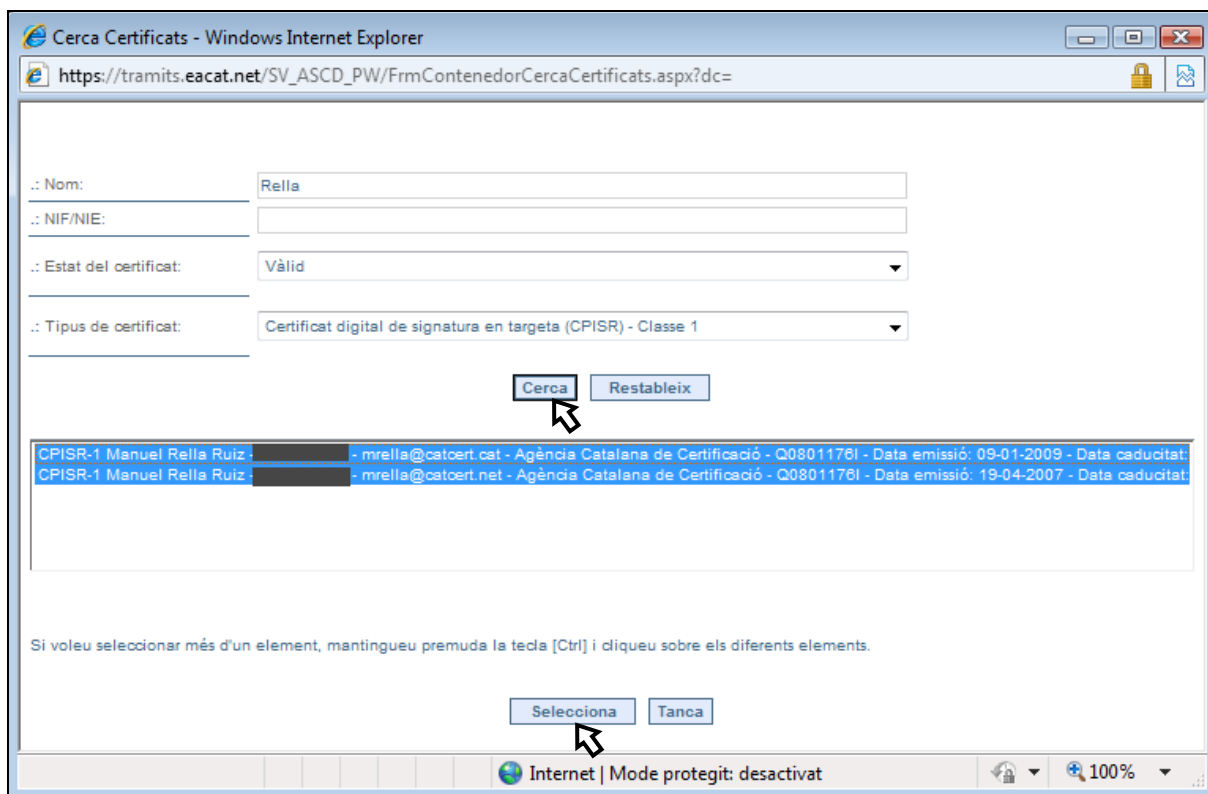 Cerca Certificats - Windows Internet Explorer
https://tramits.eacat.net/SV_ASCD_PW/FrmContenedorCercaCertificats.aspx?dc=
.: Nom: Rella
.: NIF/NIE:
.: Estat del certificat: Vàlid
.: Tipus de certificat: Certificat digital de signatura en targeta (CPISR) - Classe 1
Cerca Restableix
CPISR-1 Manuel Rella Ruiz - - mrella@catcert.cat - Agència Catalana de Certificació - Q0801176I - Data emissió: 09-01-2009 - Data caducitat:
CPISR-1 Manuel Rella Ruiz - - mrella@catcert.net - Agència Catalana de Certificació - Q0801176I - Data emissió: 19-04-2007 - Data caducitat:
Si voleu seleccionar més d'un element, mantingueu premuda la tecla [Ctrl] i cliqueu sobre els diferents elements.
Selecciona Tanca
Internet | Mode protegit: desactivat 100%